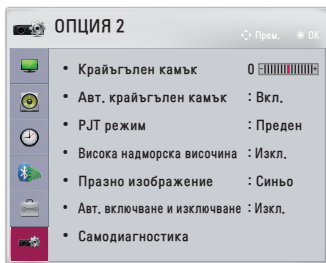 ОПЦИЯ 2
Прем. OK
• Крайъгълен камък 0
• Авт. крайъгълен камък : Вкл.
• PJT режим : Преден
• Висока надморска височина : Изкл.
• Празно изображение : Синьо
• Авт. включване и изключване : Изкл.
• Самодиагностика